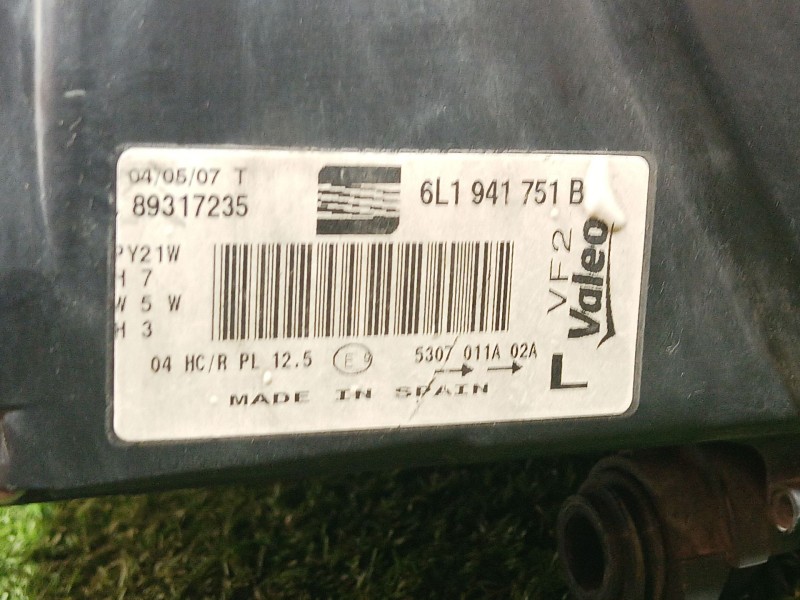 04/05/07 T
89317235
6L1 941 751 B
PY21W
H 7
W 5 W
H 3
VF2
Valeo
L
04 HC/R PL 12.5 E 9 5307 011A 02A
MADE IN SPAIN